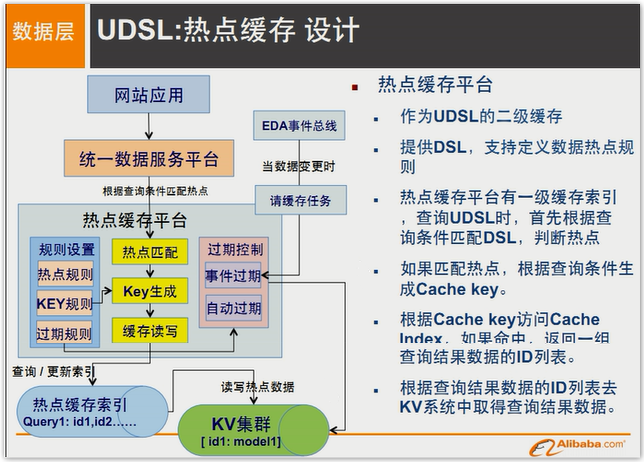 数据层
UDSL:热点缓存 设计
网站应用
统一数据服务平台
根据查询条件匹配热点
EDA事件总线
当数据变更时
请缓存任务
热点缓存平台
规则设置
热点规则
KEY规则
过期规则
热点匹配
Key生成
缓存读写
过期控制
事件过期
自动过期
查询 / 更新索引
热点缓存索引
Query1: id1,id2……
读写热点数据
KV集群
[ id1: model1]
热点缓存平台
作为UDSL的二级缓存
提供DSL，支持定义数据热点规
则
热点缓存平台有一级缓存索引
，查询UDSL时，首先根据查
询条件匹配DSL，判断热点
如果匹配热点，根据查询条件生
成Cache key。
根据Cache key访问Cache
Index，如果命中，返回一组
查询结果数据的ID列表。
根据查询结果数据的ID列表去
KV系统中取得查询结果数据。
Alibaba.com